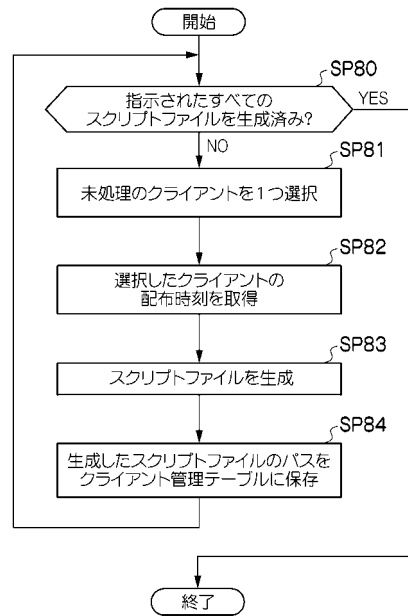 開始
SP80
指示されたすべての
スクリプトファイルを生成済み?
YES
NO
SP81
未処理のクライアントを1つ選択
SP82
選択したクライアントの
配布時刻を取得
SP83
スクリプトファイルを生成
SP84
生成したスクリプトファイルのパスを
クライアント管理テーブルに保存
終了